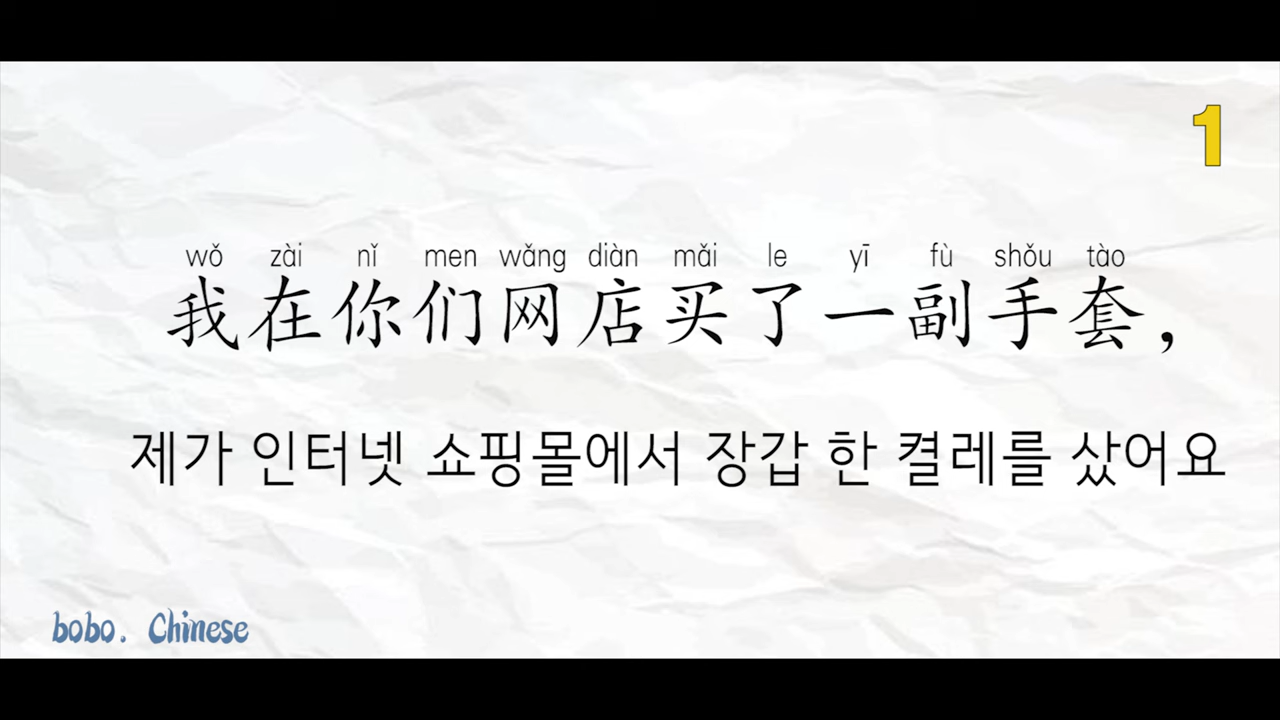 1
wǒ zài nǐ men wǎng diàn mǎi le yī fù shǒu tào
我在你们网店买了一副手套，
제가 인터넷 쇼핑몰에서 장갑 한 켤레를 샀어요
bobo. Chinese